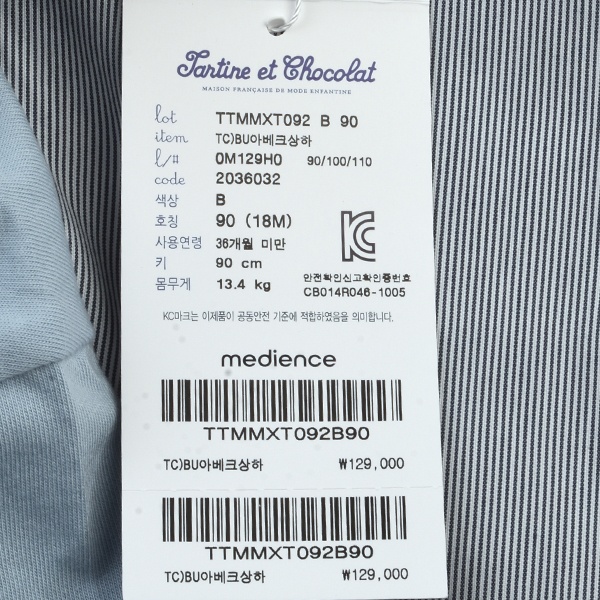 Tartine et Chocolat
MAISON FRANÇAISE DE MODE ENFANTINE
lot TTMMXT092 B 90
item TC)BU아베크상하
l/# 0M129H0 90/100/110
code 2036032
색상 B
호칭 90 (18M)
사용연령 36개월 미만
키 90 cm
몸무게 13.4 kg
안전확인신고확인증번호
CB014R046-1005
KC마크는 이제품이 공동안전 기준에 적합하였음을 의미합니다.
medience
TTMMXT092B90
TC)BU아베크상하 ₩129,000
TTMMXT092B90
TC)BU아베크상하 ₩129,000